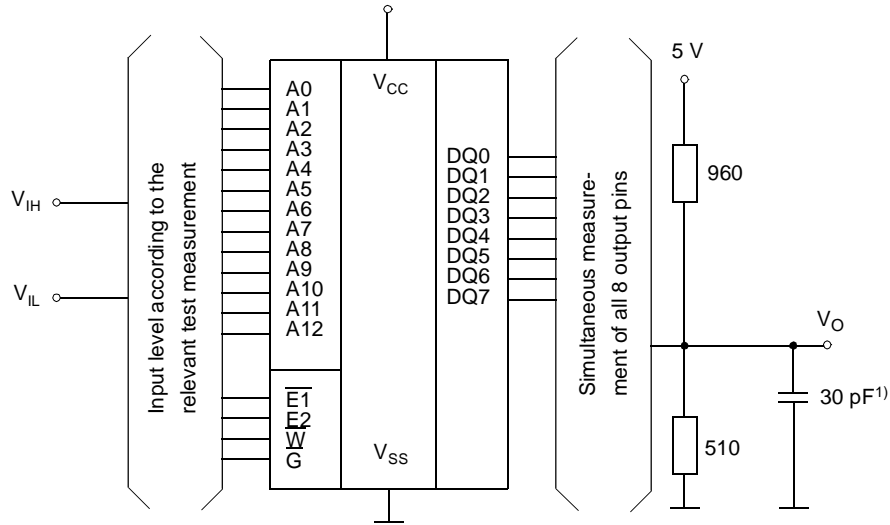 5 V
V_CC
A0
A1
A2
A3
A4
A5
A6
A7
A8
A9
A10
A11
A12
E1
E2
W
G
V_SS
DQ0
DQ1
DQ2
DQ3
DQ4
DQ5
DQ6
DQ7
V_IH
V_IL
Input level according to the
relevant test measurement
Simultaneous measure-
ment of all 8 output pins
960
V_O
30 pF1)
510